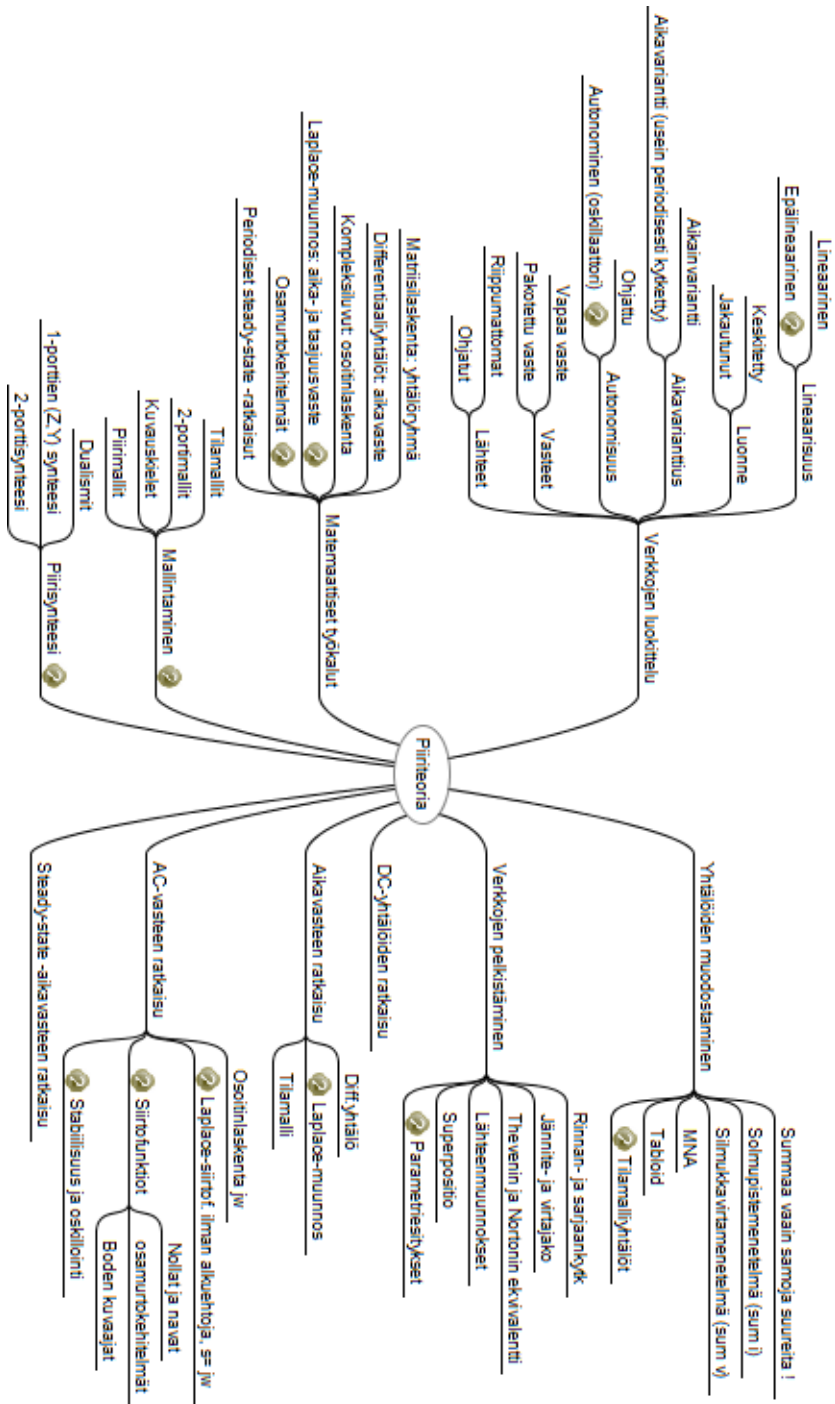 Piiriteoria
Verkkojen luokittelu
Lineaarisuus
Lineaarinen
Epälineaarinen
Luonne
Keskitetty
Jakautunut
Aikavarianttius
Aikainvariantti
Aikavariantti (usein periodisesti kytketty)
Autonomisuus
Ohjattu
Autonominen (oskillaattori)
Vasteet
Vapaa vaste
Pakotettu vaste
Lähteet
Riippumattomat
Ohjatut
Matemaattiset työkalut
Matriisilaskenta: yhtälöryhmä
Differentiaaliyhtälöt: aikavaste
Kompleksiluvut: osoitinlaskenta
Laplace-muunnos: aika- ja taajuusvaste
Osamurtokehitelmät
Periodiset steady-state -ratkaisut
Mallintaminen
Tilamallit
2-portimallit
Kuvauskielet
Piirimallit
Piirisynteesi
Dualismit
1-porttien (Z,Y) synteesi
2-porttisynteesi
Yhtälöiden muodostaminen
Summaa vaain samoja suureita !
Solmupistemenetelmä (sum i)
Silmukkavirtamenetelmä (sum v)
MNA
Tabloid
Tilamalliyhtälöt
Verkkojen pelkistäminen
Rinnan- ja sarjaankytk
Jännite- ja virtajako
Thevenin ja Nortonin ekvivalentti
Lähteenmuunnokset
Superpositio
Parametriesitykset
DC-yhtälöiden ratkaisu
Aikavasteen ratkaisu
Diff.yhtälö
Laplace-muunnos
Tilamalli
AC-vasteen ratkaisu
Osoitinlaskenta jw
Laplace-siirtof. ilman alkuehtoja, s= jw
Siirtofunktiot
Nollat ja navat
osamurtokehitelmät
Boden kuvaajat
Stabiilisuus ja oskillointi
Steady-state -aikavasteen ratkaisu